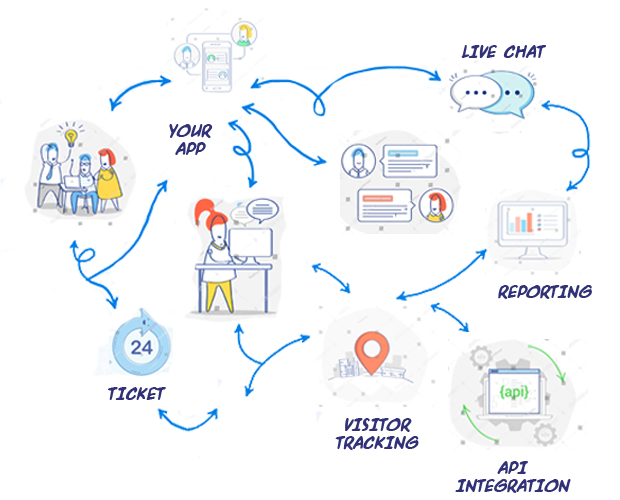 LIVE CHAT
YOUR
APP
REPORTING
24
TICKET
VISITOR
TRACKING
{api}
API
INTEGRATION